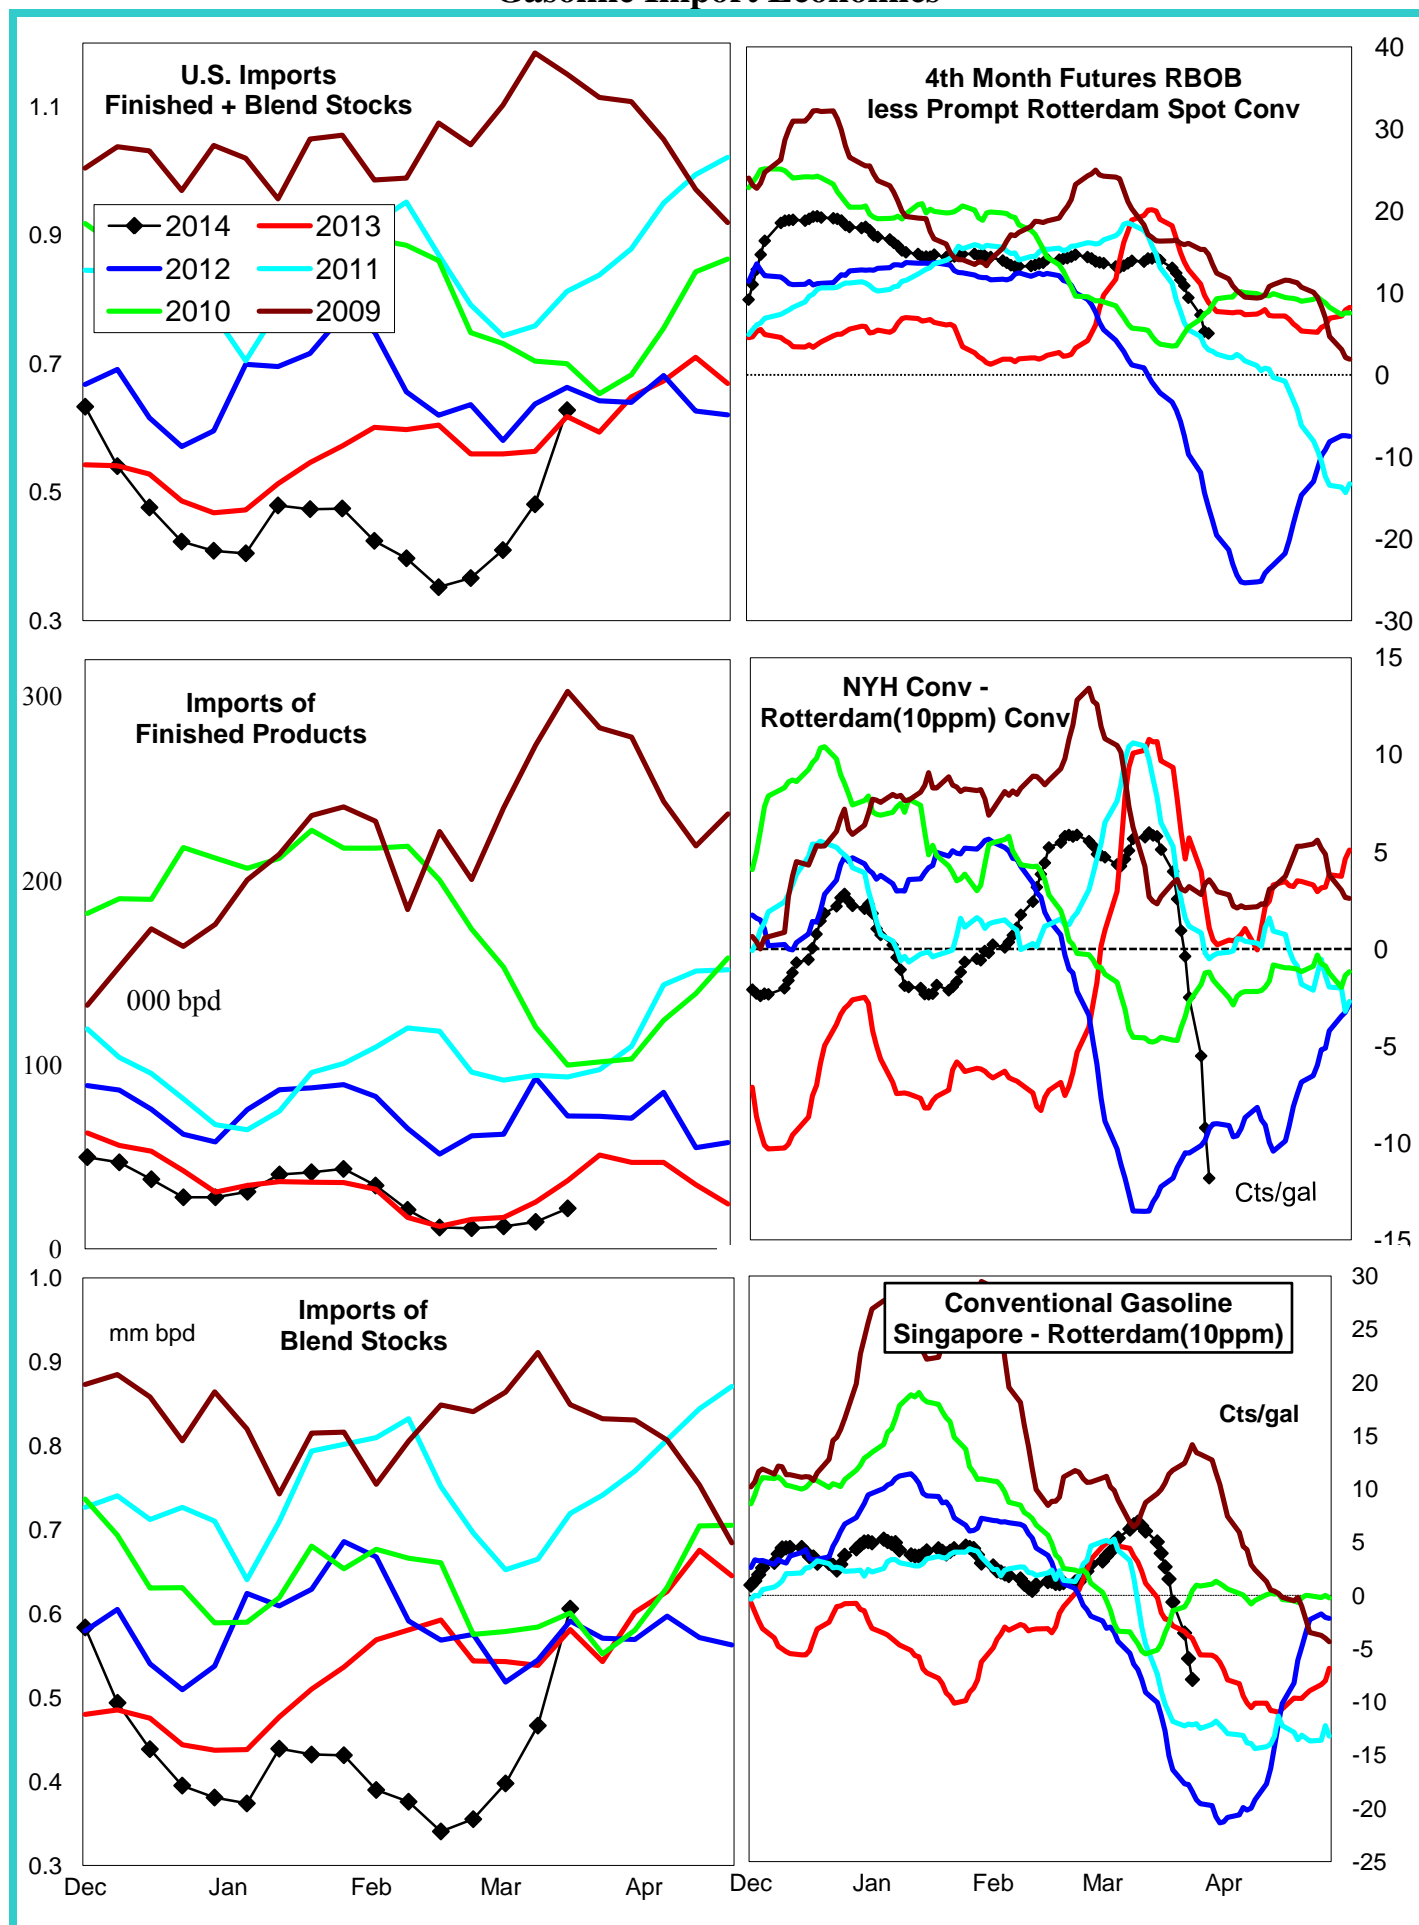 Gasoline Import Economics
U.S. Imports
Finished + Blend Stocks
1.1
0.9
0.7
0.5
0.3
2014
2013
2012
2011
2010
2009
4th Month Futures RBOB
less Prompt Rotterdam Spot Conv
40
30
20
10
0
-10
-20
-30
Imports of
Finished Products
300
200
100
0
000 bpd
NYH Conv -
Rotterdam(10ppm) Conv
15
10
5
0
-5
-10
-15
Cts/gal
Imports of
Blend Stocks
mm bpd
1.0
0.9
0.8
0.7
0.6
0.5
0.4
0.3
Dec Jan Feb Mar Apr
Conventional Gasoline
Singapore - Rotterdam(10ppm)
Cts/gal
30
25
20
15
10
5
0
-5
-10
-15
-20
-25
Dec Jan Feb Mar Apr